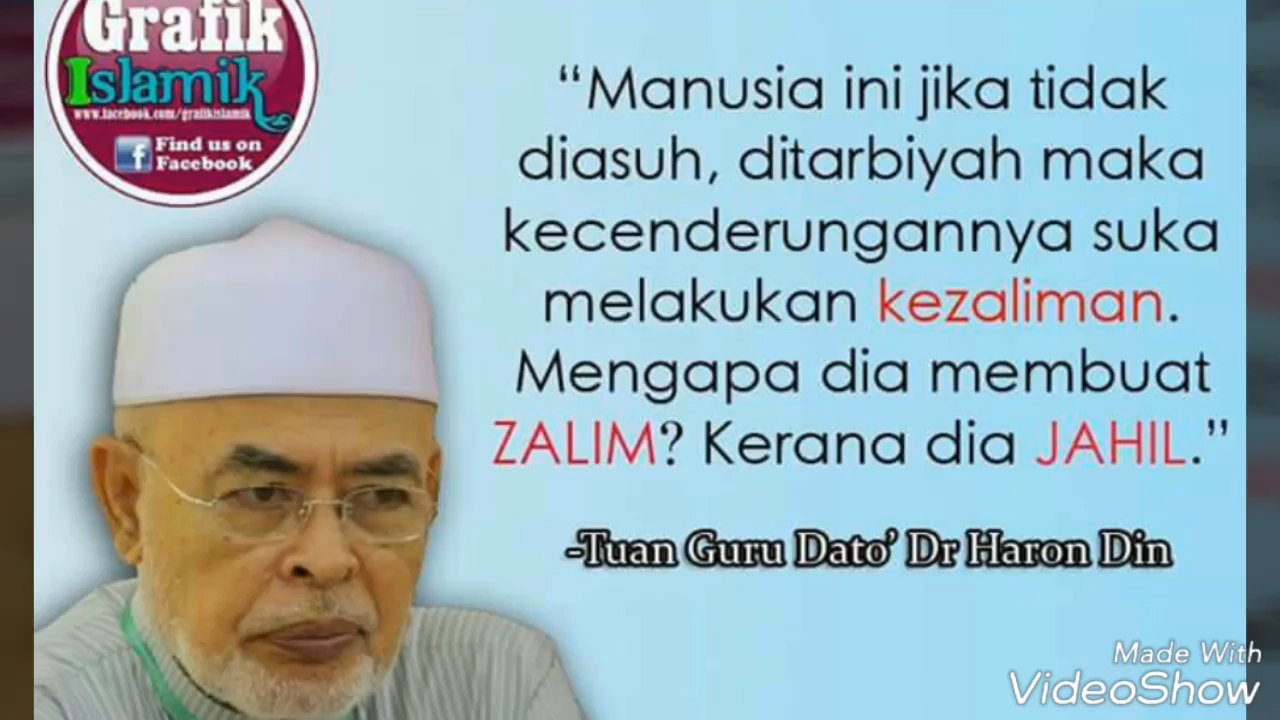 Grafik
Islamik
www.facebook.com/grafikislamik
f Find us on
Facebook
“Manusia ini jika tidak
diasuh, ditarbiyah maka
kecenderungannya suka
melakukan kezaliman.
Mengapa dia membuat
ZALIM? Kerana dia JAHIL.”
-Tuan Guru Dato’ Dr Haron Din
Made With
VideoShow